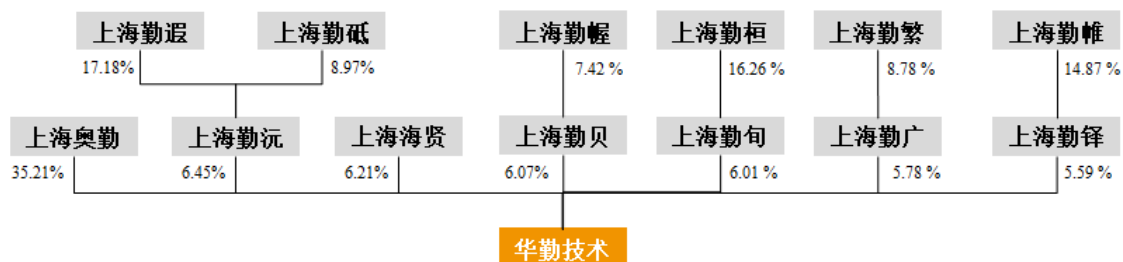 上海勤遐 上海勤砥 上海勤幄 上海勤桓 上海勤繁 上海勤帷
17.18% 8.97% 7.42 % 16.26 % 8.78 % 14.87 %
上海奥勤 上海勤沅 上海海贤 上海勤贝 上海勤旬 上海勤广 上海勤铎
35.21% 6.45% 6.21% 6.07% 6.01 % 5.78 % 5.59 %
华勤技术